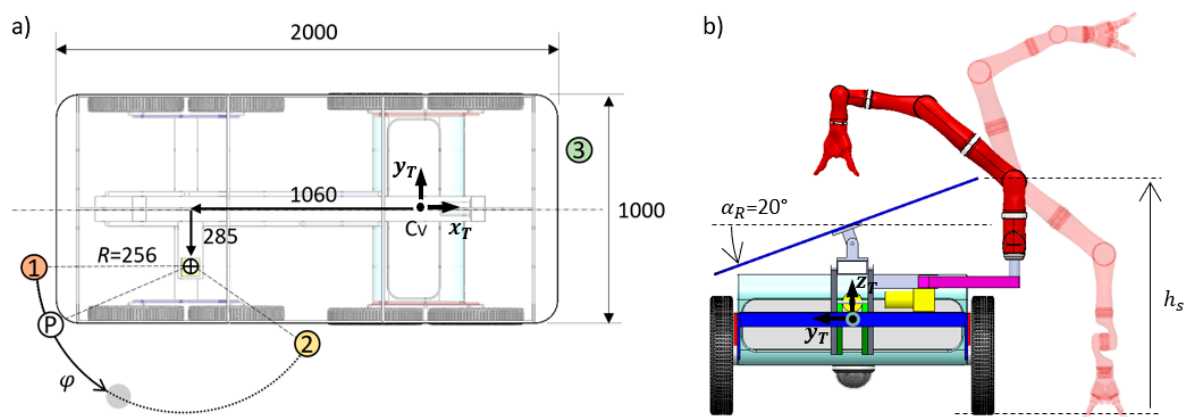 a)
2000
3
y_T
1060
1000
C_V
x_T
285
1
R=256
P
2
φ
b)
α_R=20°
z_T
y_T
h_s